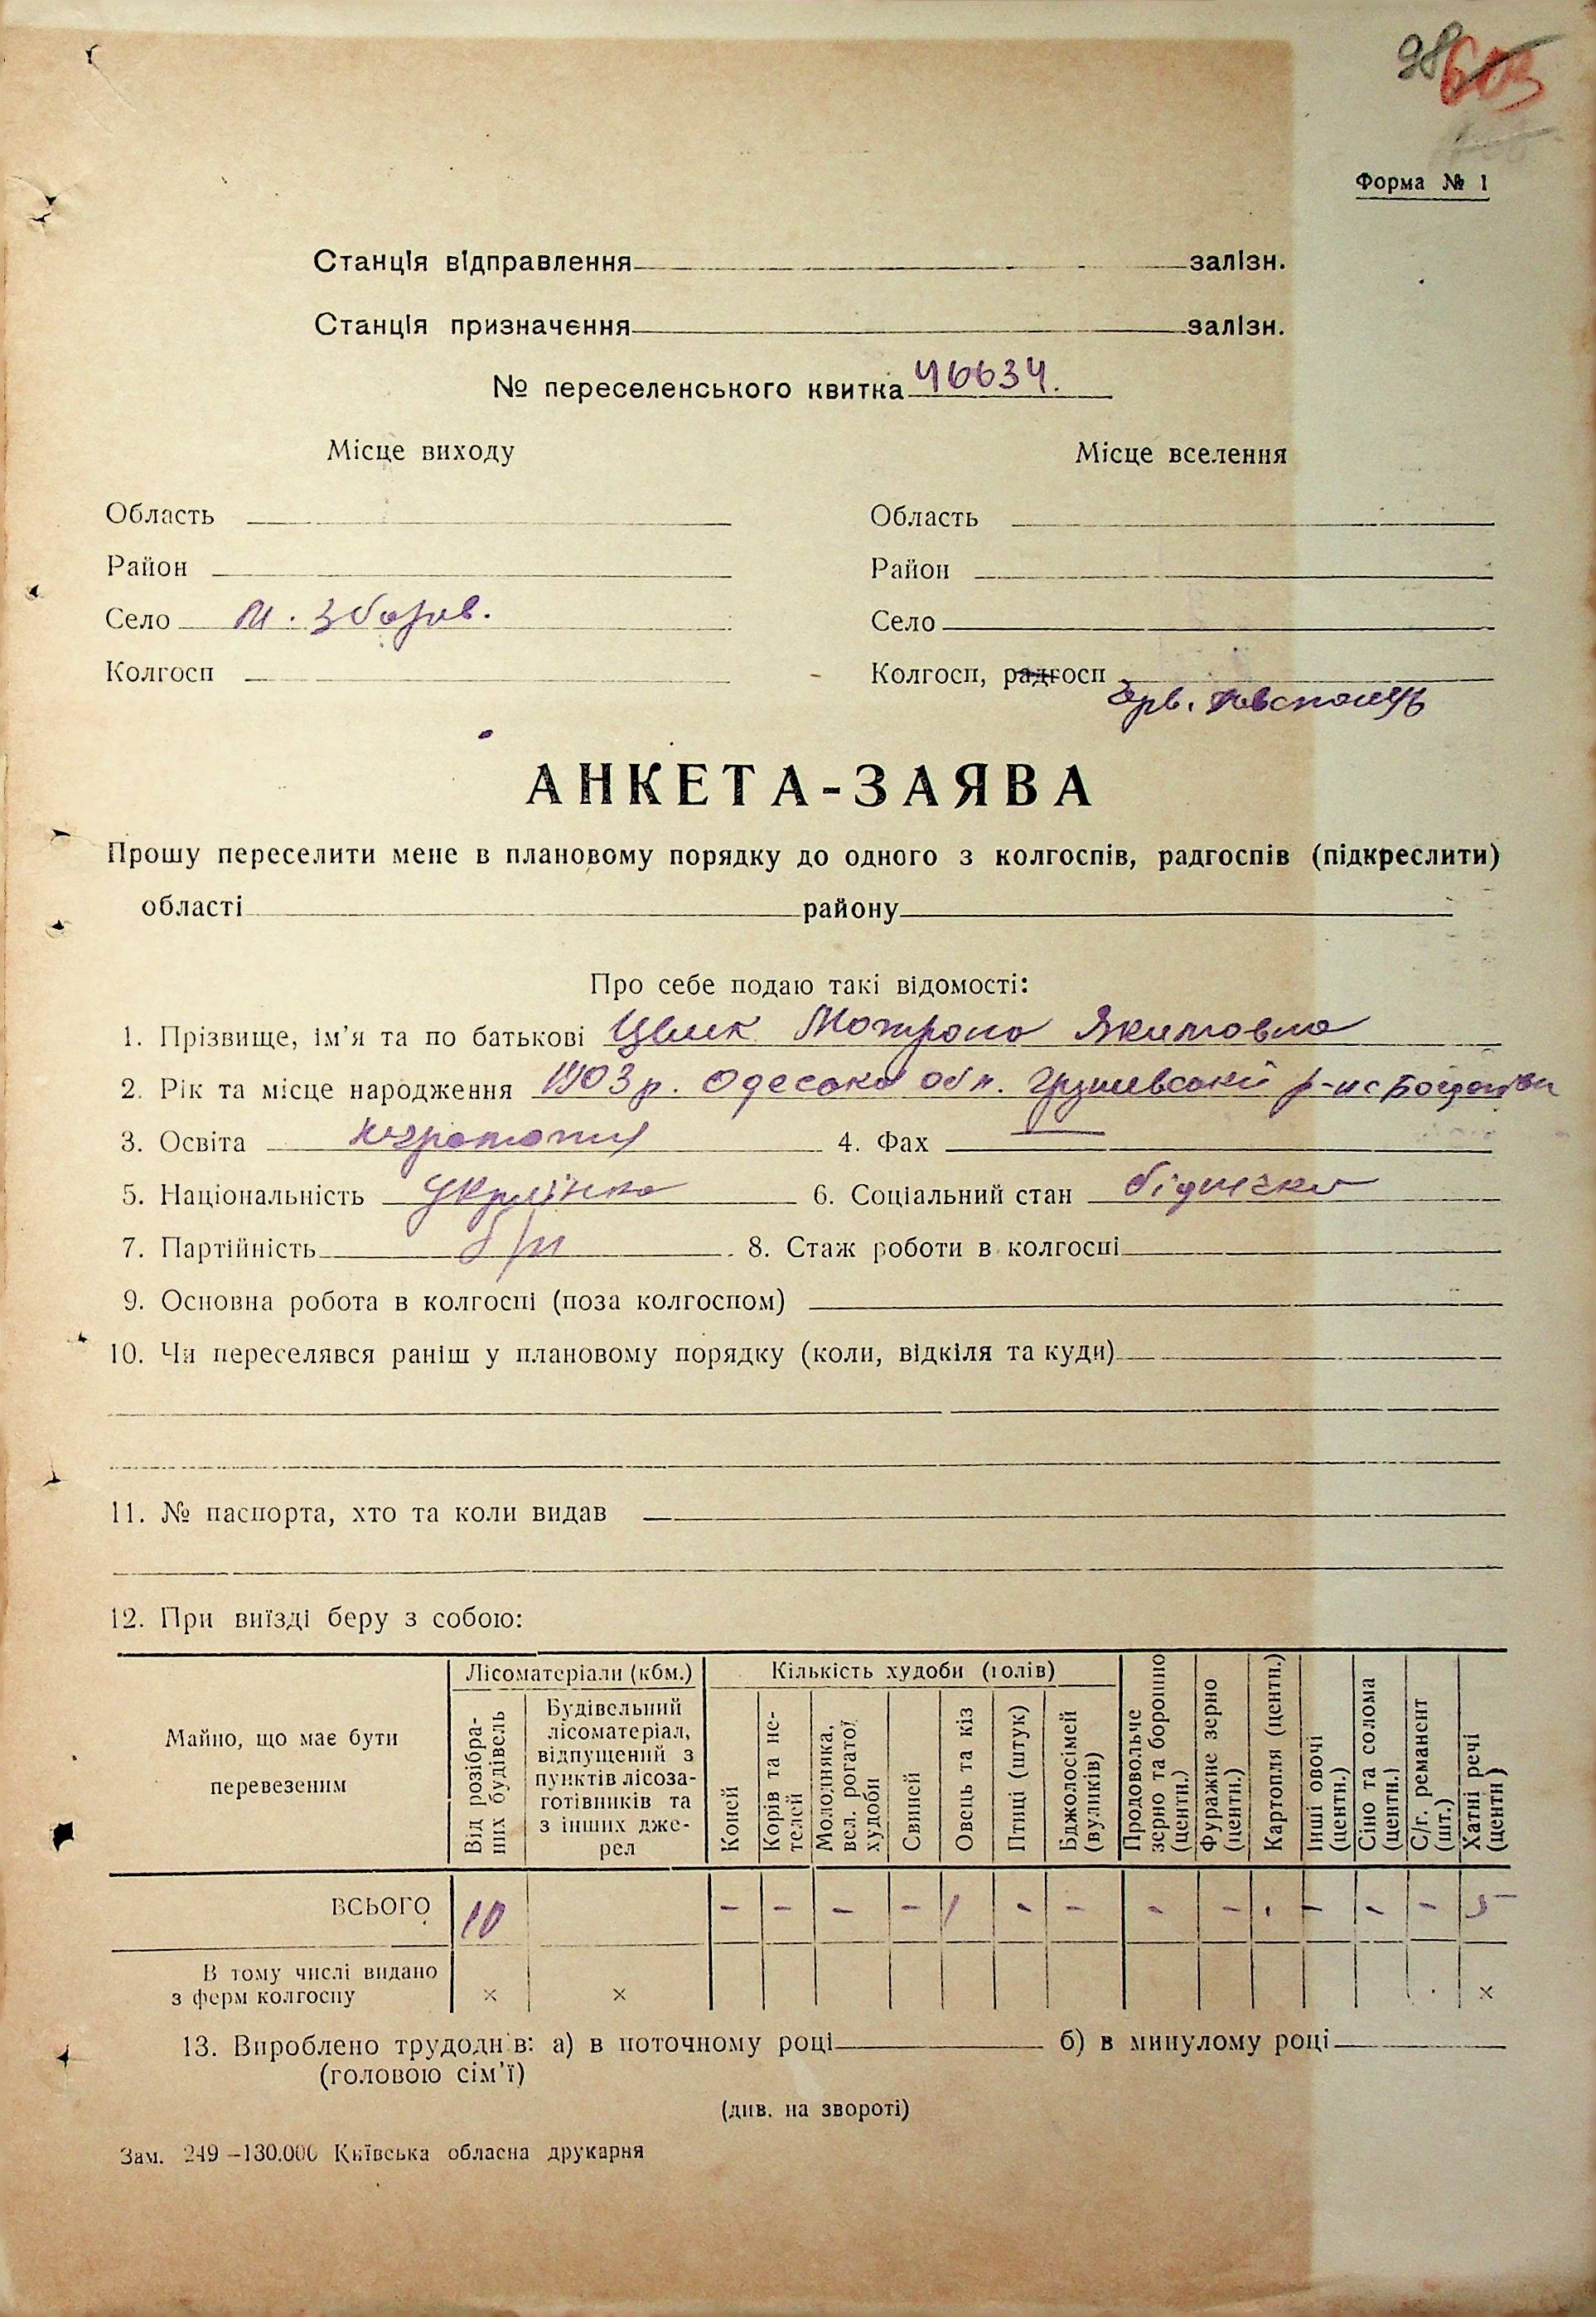 98 603
Форма № 1
Станція відправлення залізн.
Станція призначення залізн.
№ переселенського квитка 46634.
Місце виходу Місце вселення
Область Область
Район Район
Село м. Зборів. Село
Колгосп Колгосп, радгосп
Черв.
АНКЕТА-ЗАЯВА
Прошу переселити мене в плановому порядку до одного з колгоспів, радгоспів (підкреслити)
області району
Про себе подаю такі відомості:
1. Прізвище, ім'я та по батькові Цвик Мотрона Якимовна
2. Рік та місце народження 1903 р. Одеська обл. р-н с
3. Освіта 4. Фах —
5. Національність українка 6. Соціальний стан біднячка
7. Партійність б/п 8. Стаж роботи в колгоспі
9. Основна робота в колгоспі (поза колгоспом)
10. Чи переселявся раніш у плановому порядку (коли, відкіля та куди)
11. № паспорта, хто та коли видав
12. При виїзді беру з собою:
Майно, що має бути перевезеним
Лісоматеріали (кбм.)
Від розібраних будівель
Будівельний лісоматеріал, відпущений з пунктів лісозаготівників та з інших джерел
Кількість худоби (голів)
Коней
Корів та нетелей
Молодняка, вел. рогатої худоби
Свиней
Овець та кіз
Птиці (штук)
Бджолосімей (вуликів)
Продовольче зерно та борошно (центн.)
Фуражне зерно (центн.)
Картопля (центн.)
Інші овочі (центн.)
Сіно та солома (центн.)
С/г. реманент (шт.)
Хатні речі (центн)
ВСЬОГО 10 - - - - 1 - - - - - - - - 5
В тому числі видано
з ферм колгоспу × × ×
13. Вироблено трудоднів: а) в поточному році б) в минулому році
(головою сім'ї)
(див. на звороті)
Зам. 249—130.000 Київська обласна друкарня